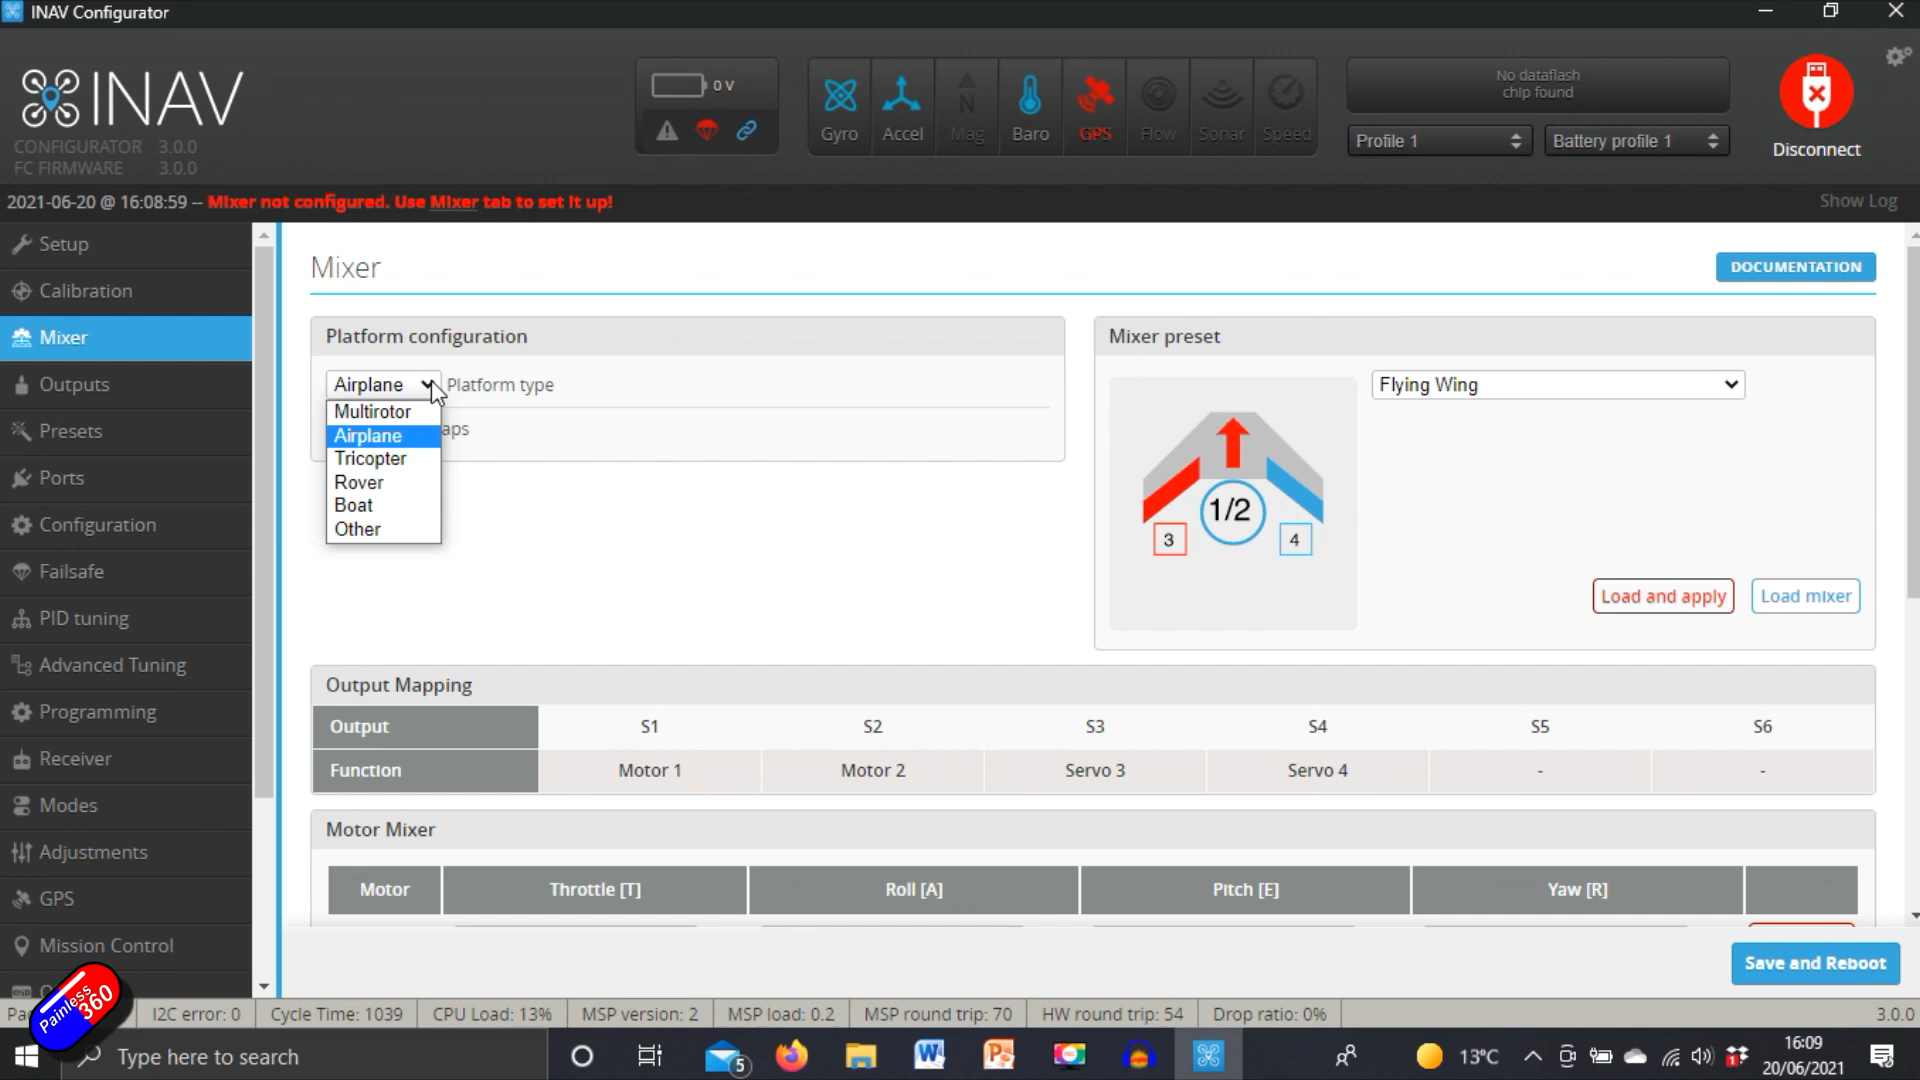 INAV Configurator
INAV
CONFIGURATOR 3.0.0
FC FIRMWARE 3.0.0
0 V
Gyro
Accel
Mag
Baro
GPS
Flow
Sonar
Speed
No dataflash
chip found
Profile 1
Battery profile 1
Disconnect
2021-06-20 @ 16:08:59 -- Mixer not configured. Use Mixer tab to set it up!
Show Log
Setup
Calibration
Mixer
Outputs
Presets
Ports
Configuration
Failsafe
PID tuning
Advanced Tuning
Programming
Receiver
Modes
Adjustments
GPS
Mission Control
Mixer
DOCUMENTATION
Platform configuration
Airplane
Platform type
Multirotor
Airplane
Tricopter
Rover
Boat
Other
aps
Mixer preset
Flying Wing
1/2
3
4
Load and apply
Load mixer
Output Mapping
Output S1 S2 S3 S4 S5 S6
Function Motor 1 Motor 2 Servo 3 Servo 4 - -
Motor Mixer
Motor Throttle [T] Roll [A] Pitch [E] Yaw [R]
Save and Reboot
Painless
360
I2C error: 0
Cycle Time: 1039
CPU Load: 13%
MSP version: 2
MSP load: 0.2
MSP round trip: 70
HW round trip: 54
Drop ratio: 0%
3.0.0
Type here to search
5
13°C
1
16:09
20/06/2021